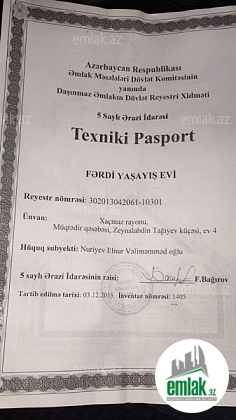 emlak.az
emlak.az
Azərbaycan Respublikası
Əmlak Məsələləri Dövlət Komitəsinin
yanında
Daşınmaz Əmlakın Dövlət Reyestri Xidməti
5 Saylı Ərazi İdarəsi
Texniki Pasport
FƏRDİ YAŞAYIŞ EVİ
Reyestr nömrəsi: 302013042061-10301
Ünvan:
Xaçmaz rayonu,
Müqtədir qəsəbəsi, Zeynalabdin Tağıyev küçəsi, ev 4
Hüquq subyekti: Nuriyev Elnur Vəliməmməd oğlu
5 saylı Ərazi İdarəsinin rəisi: F.Bağırov
Tərtib edilmə tarixi: 03.12.2015 İnventar nömrəsi: 1405
emlak.az